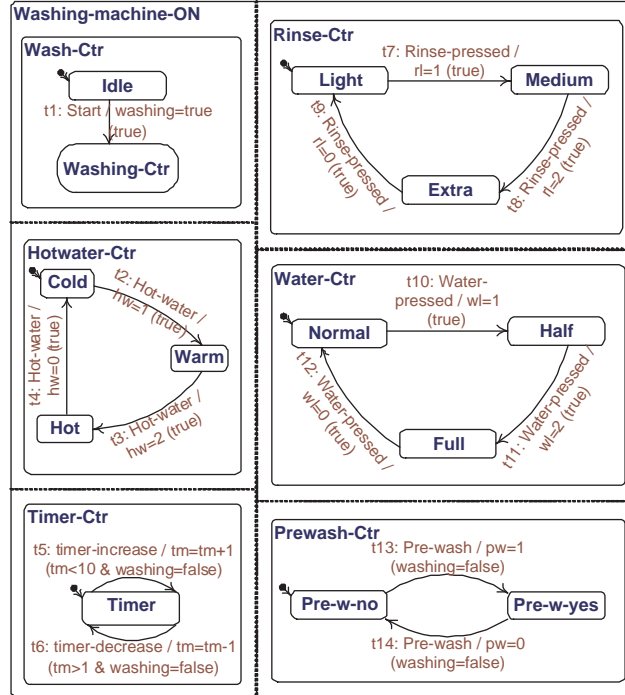 Washing-machine-ON
Wash-Ctr
Idle
t1: Start / washing=true
(true)
Washing-Ctr
Rinse-Ctr
t7: Rinse-pressed /
rl=1 (true)
Light
Medium
t9: Rinse-pressed /
rl=0 (true)
t8: Rinse-pressed /
rl=2 (true)
Extra
Hotwater-Ctr
Cold
t2: Hot-water /
hw=1 (true)
Warm
t4: Hot-water /
hw=0 (true)
t3: Hot-water /
hw=2 (true)
Hot
Water-Ctr
t10: Water-
pressed / wl=1
(true)
Normal
Half
t12: Water-pressed /
wl=0 (true)
t11: Water-pressed /
wl=2 (true)
Full
Timer-Ctr
t5: timer-increase / tm=tm+1
(tm<10 & washing=false)
Timer
t6: timer-decrease / tm=tm-1
(tm>1 & washing=false)
Prewash-Ctr
t13: Pre-wash / pw=1
(washing=false)
Pre-w-no
Pre-w-yes
t14: Pre-wash / pw=0
(washing=false)